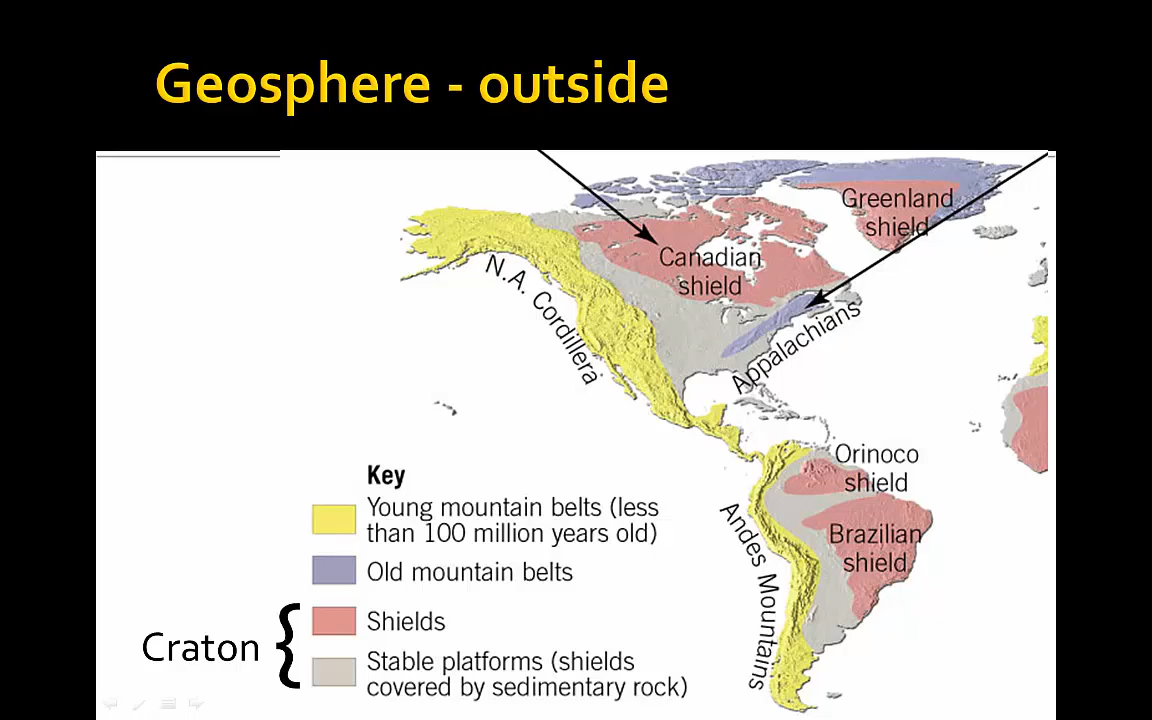 Geosphere - outside
Greenland
shield
Canadian
shield
N.A. Cordillera
Appalachians
Orinoco
shield
Brazilian
shield
Andes Mountains
Key
Young mountain belts (less
than 100 million years old)
Old mountain belts
Craton {
Shields
Stable platforms (shields
covered by sedimentary rock)